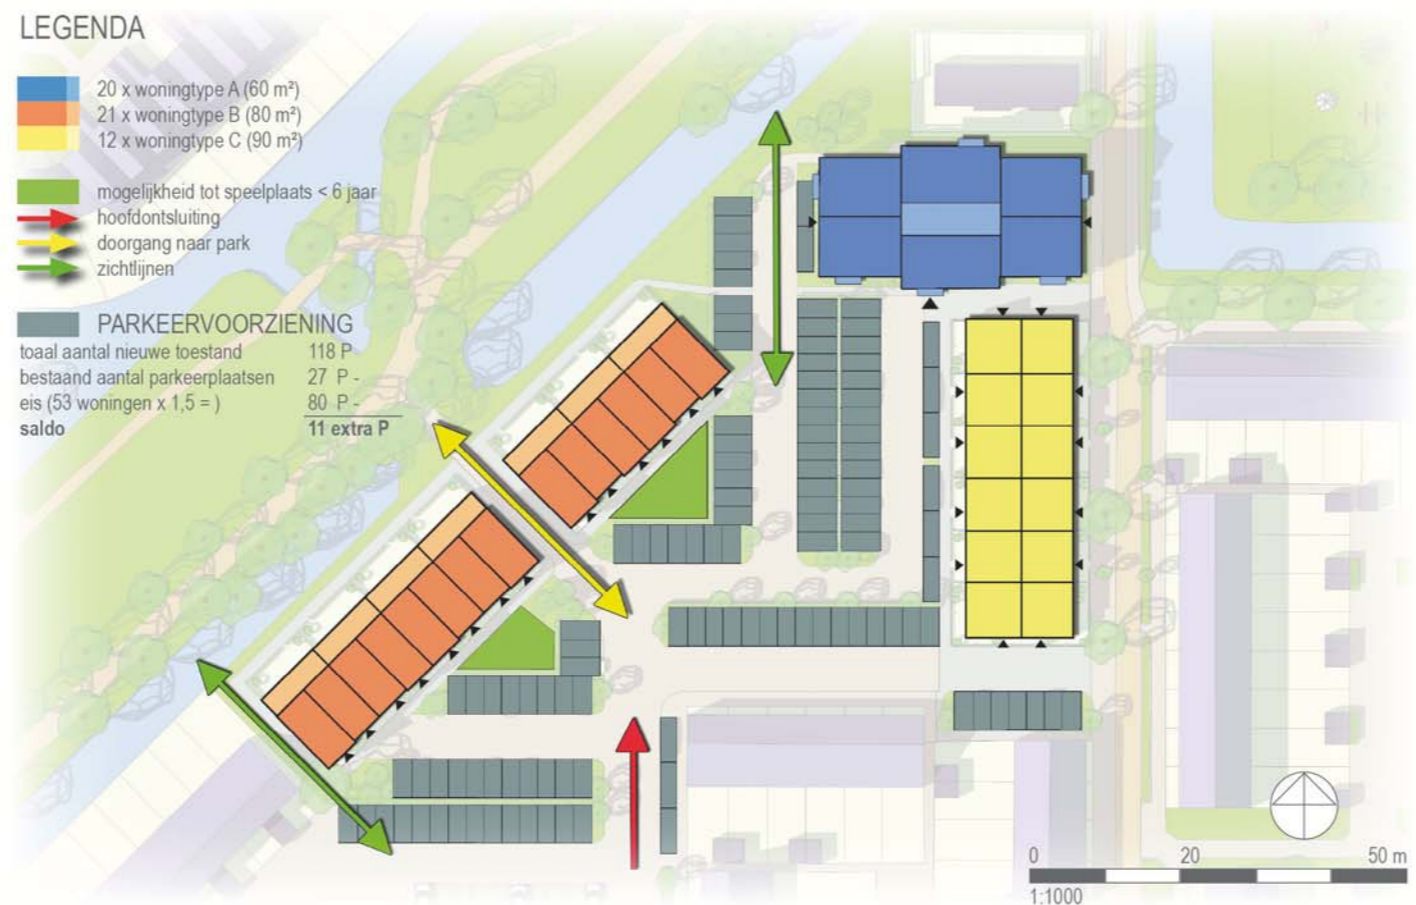 LEGENDA
20 x woningtype A (60 m²)
21 x woningtype B (80 m²)
12 x woningtype C (90 m²)
mogelijkheid tot speelplaats < 6 jaar
hoofdontsluiting
doorgang naar park
zichtlijnen
PARKEERVOORZIENING
toaal aantal nieuwe toestand 118 P
bestaand aantal parkeerplaatsen 27 P -
eis (53 woningen x 1,5 = ) 80 P -
saldo 11 extra P
0 20 50 m
1:1000